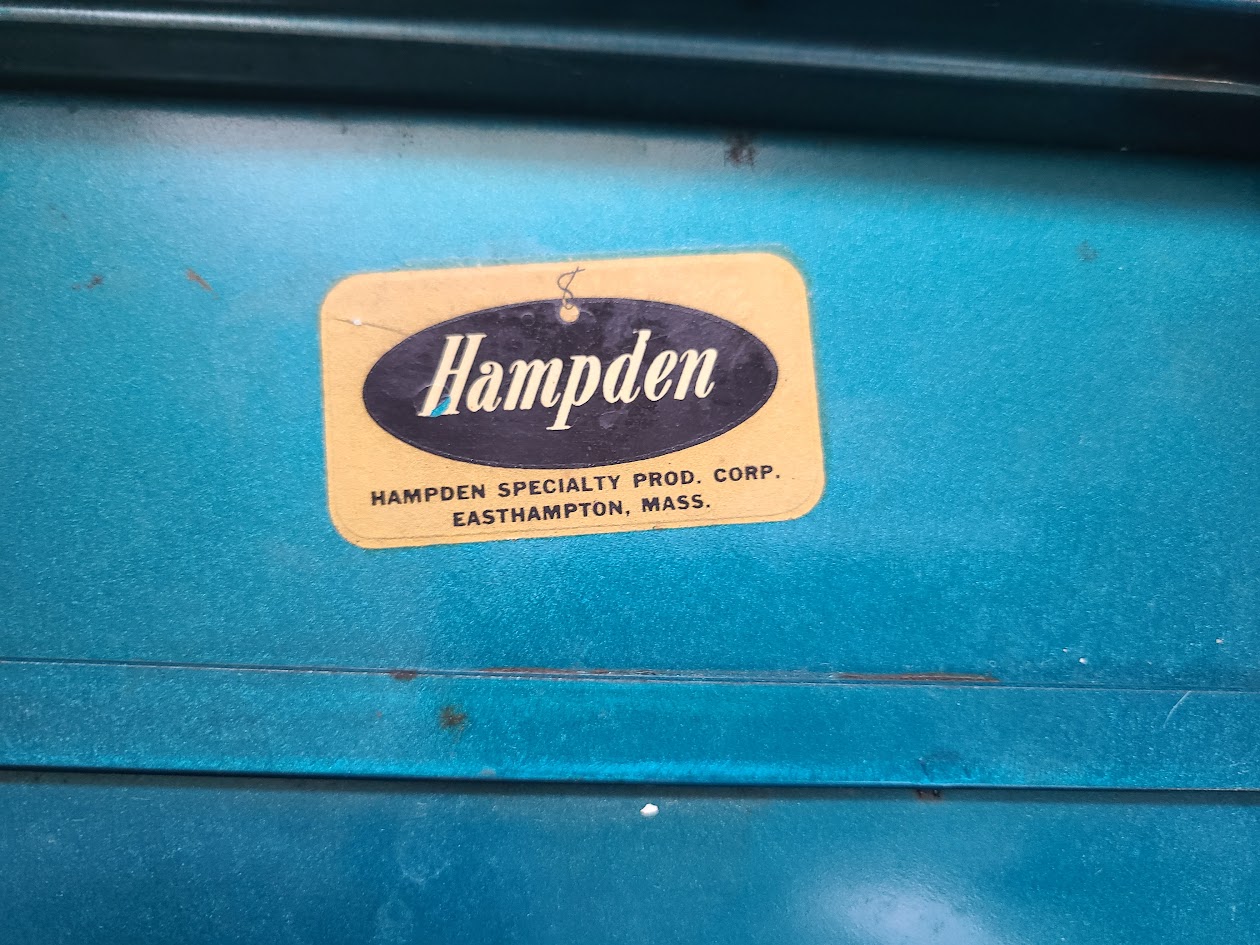 Hampden
HAMPDEN SPECIALTY PROD. CORP.
EASTHAMPTON, MASS.